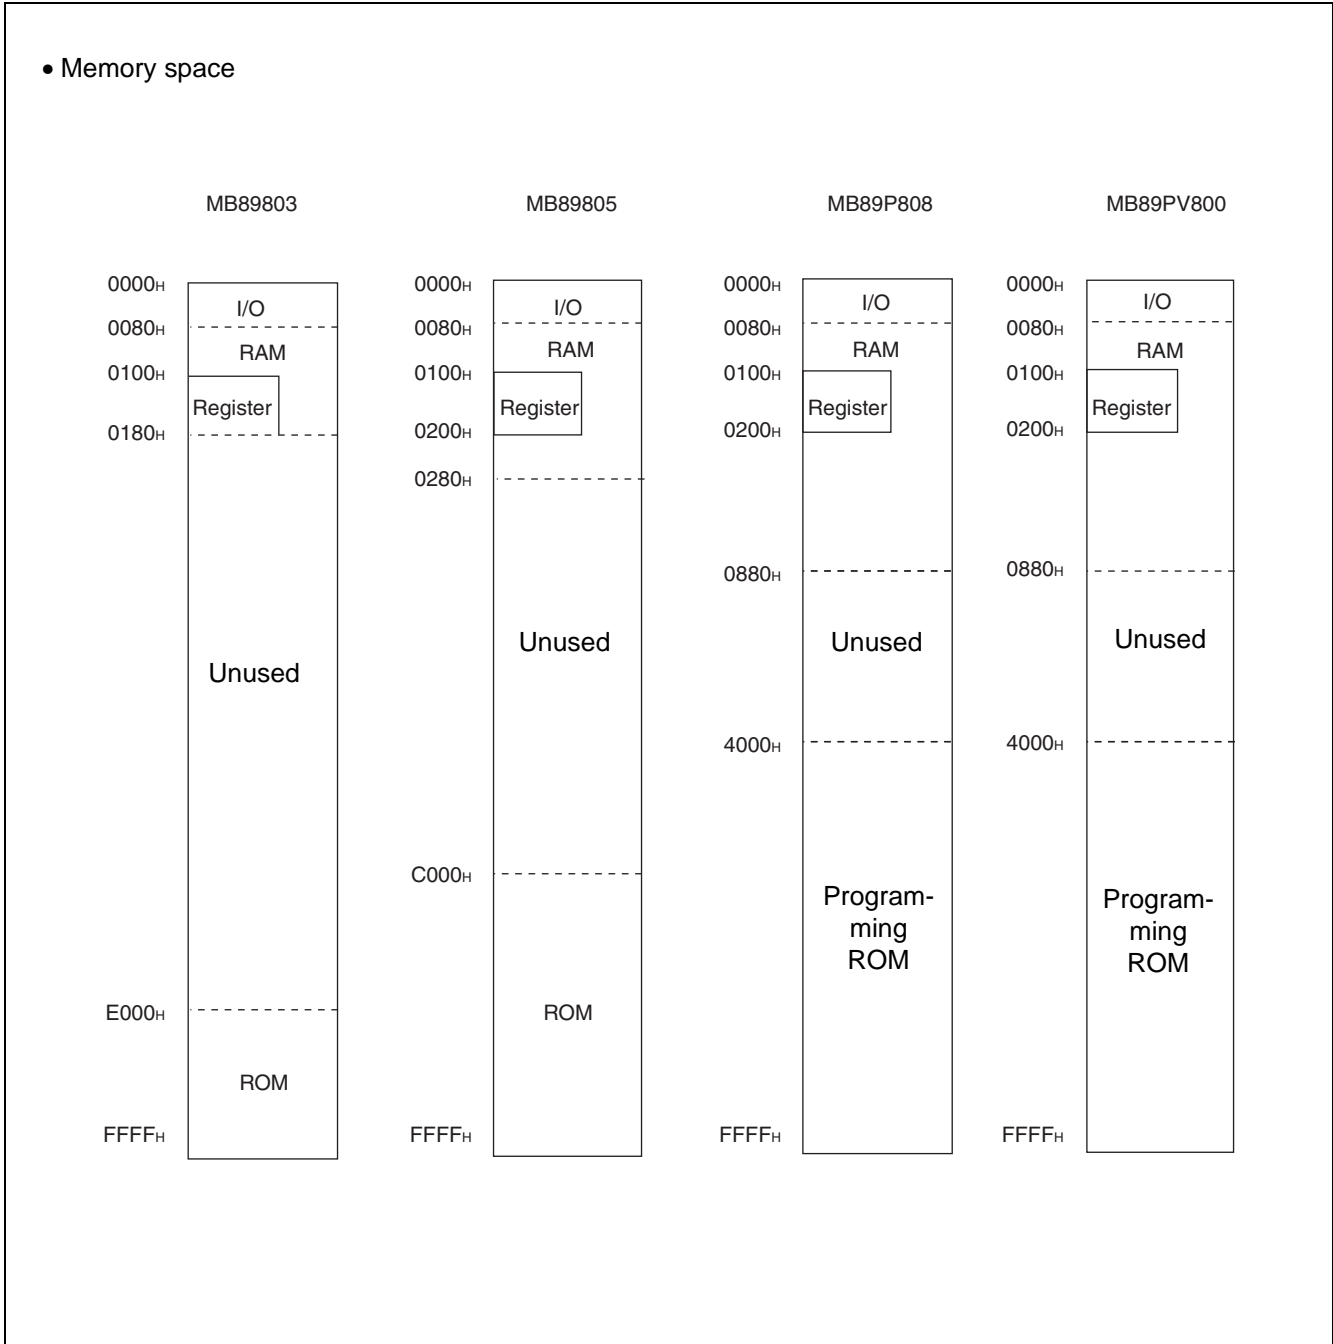 • Memory space
MB89803
0000H
I/O
0080H
RAM
0100H
Register
0180H
Unused
E000H
ROM
FFFFH
MB89805
0000H
I/O
0080H
RAM
0100H
Register
0200H
0280H
Unused
C000H
ROM
FFFFH
MB89P808
0000H
I/O
0080H
RAM
0100H
Register
0200H
0880H
Unused
4000H
Program-
ming
ROM
FFFFH
MB89PV800
0000H
I/O
0080H
RAM
0100H
Register
0200H
0880H
Unused
4000H
Program-
ming
ROM
FFFFH